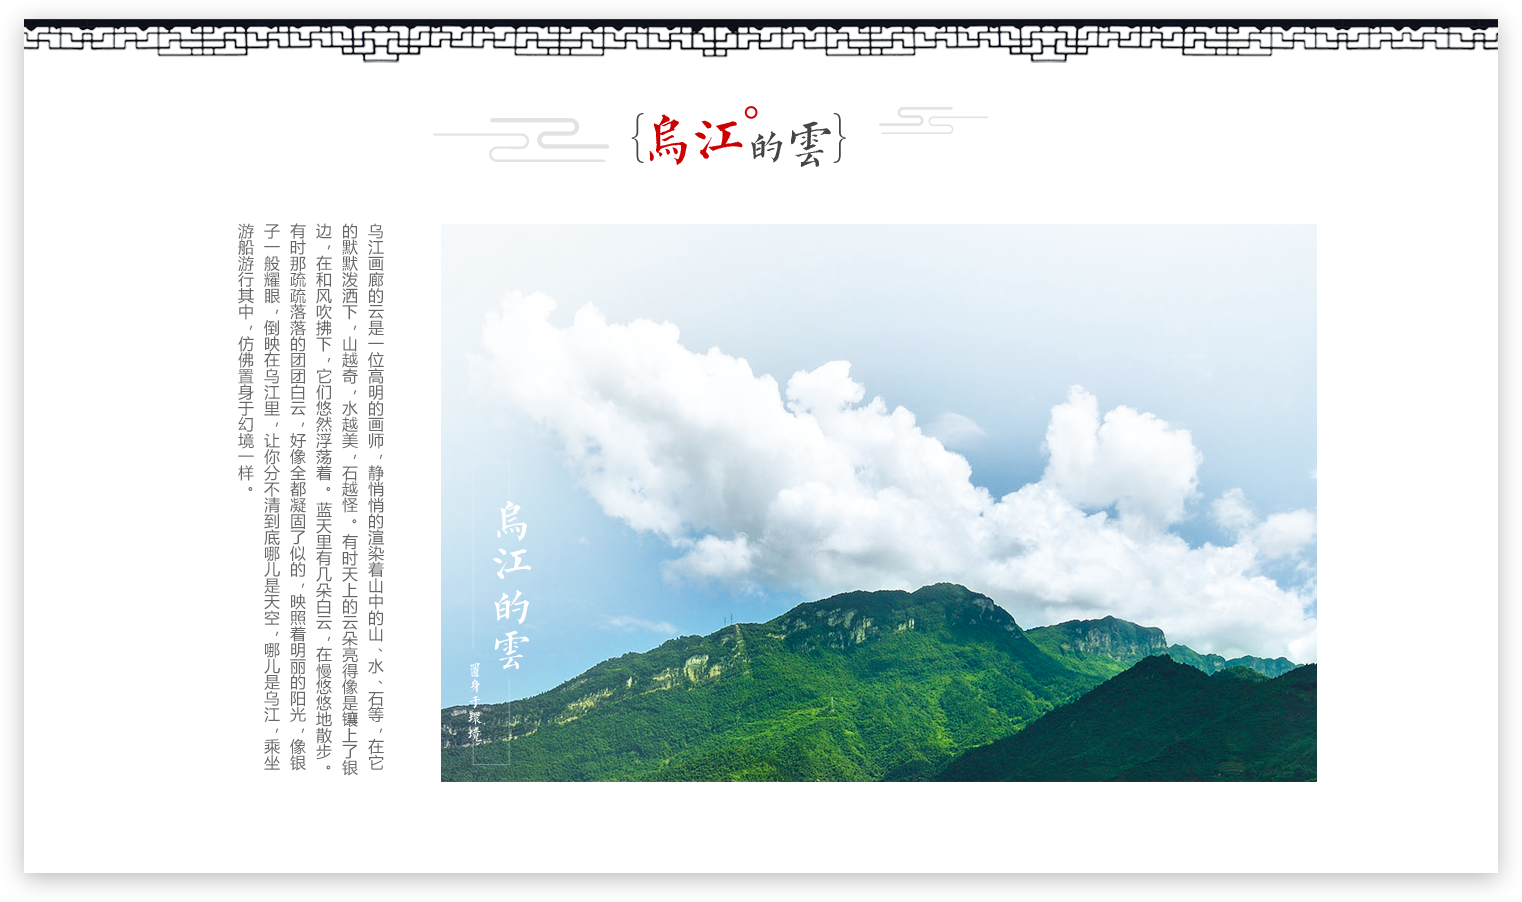 烏江的雲
乌江画廊的云是一位高明的画师，静悄悄的渲染着山中的山、水、石等，在它
的默默泼洒下，山越奇，水越美，石越怪。有时天上的云朵亮得像是镶上了银
边，在和风吹拂下，它们悠然浮荡着。蓝天里有几朵白云，在慢悠悠地散步。
有时那疏疏落落的团团白云，好像全都凝固了似的，映照着明丽的阳光，像银
子一般耀眼，倒映在乌江里，让你分不清到底哪儿是天空，哪儿是乌江，乘坐
游船游行其中，仿佛置身于幻境一样。
烏江的雲
置身于環境